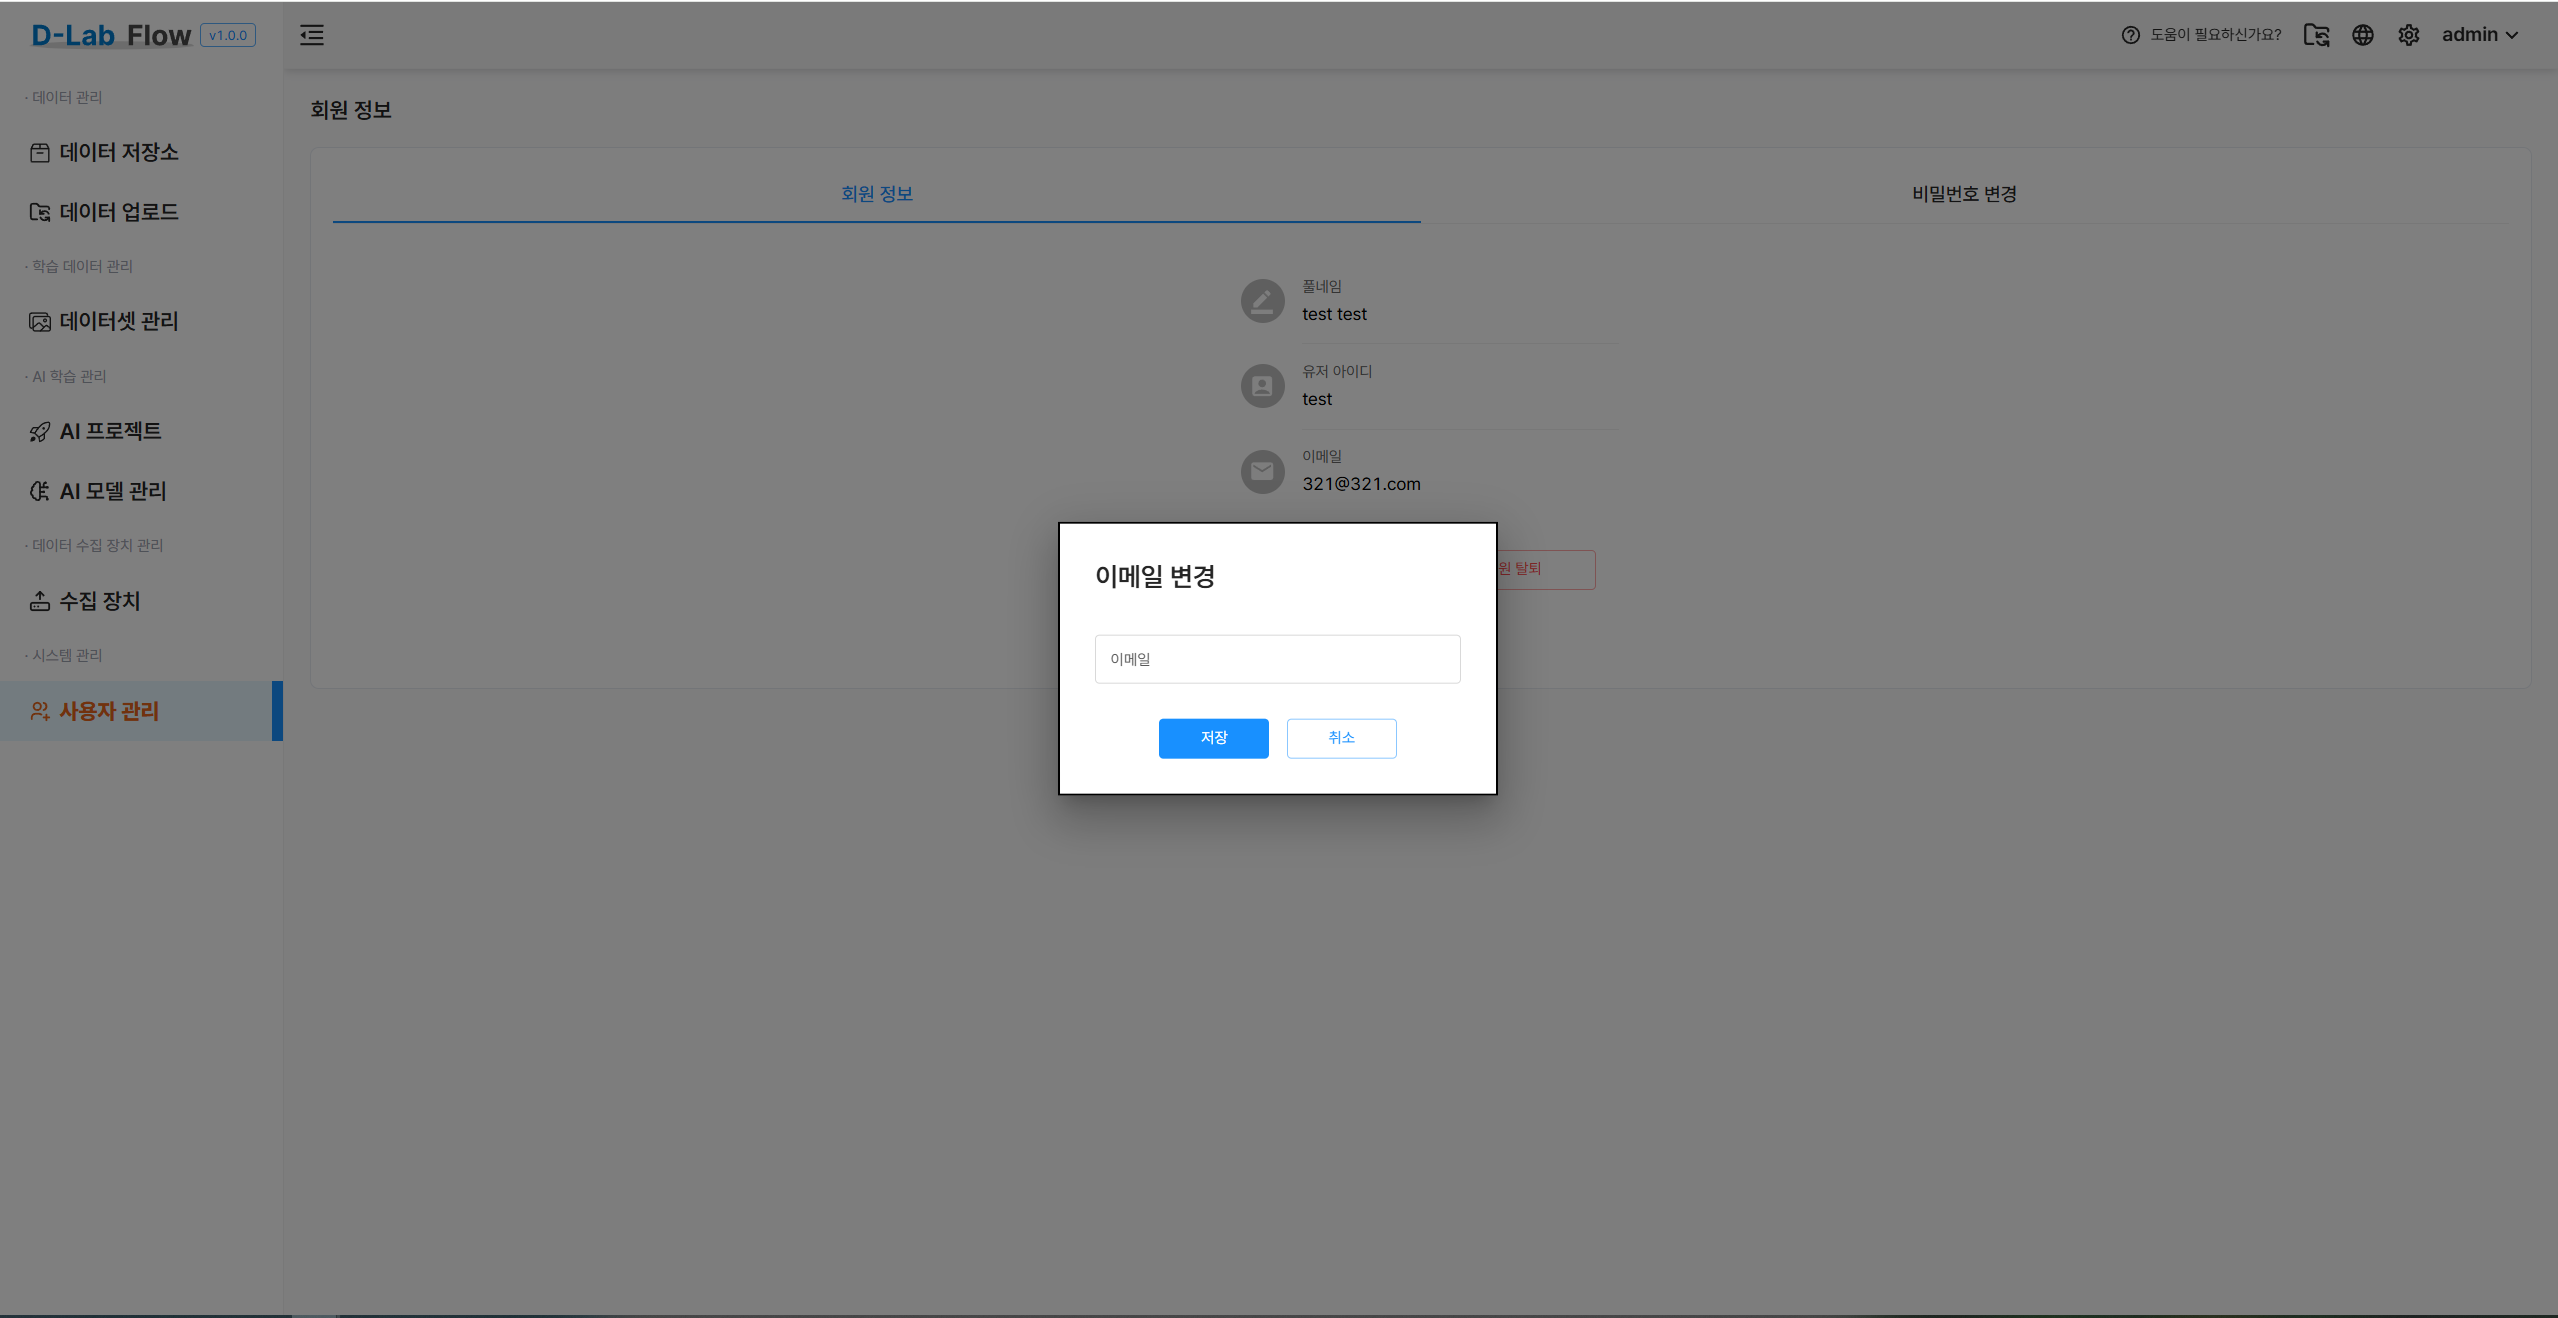 D-Lab Flow v1.0.0
도움이 필요하신가요?
admin
· 데이터 관리
데이터 저장소
데이터 업로드
· 학습 데이터 관리
데이터셋 관리
· AI 학습 관리
AI 프로젝트
AI 모델 관리
· 데이터 수집 장치 관리
수집 장치
· 시스템 관리
사용자 관리
회원 정보
회원 정보
비밀번호 변경
풀네임
test test
유저 아이디
test
이메일
321@321.com
원 탈퇴
이메일 변경
이메일
저장
취소